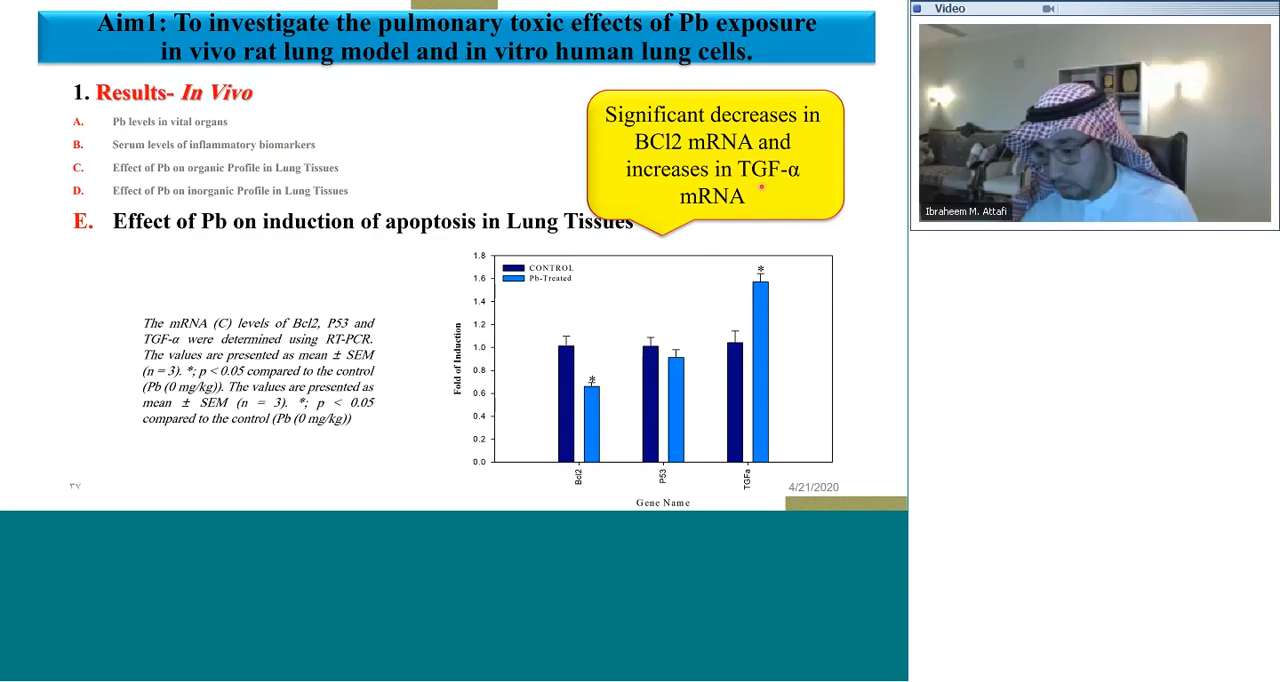 Aim1: To investigate the pulmonary toxic effects of Pb exposure
in vivo rat lung model and in vitro human lung cells.
1. Results- In Vivo
A. Pb levels in vital organs
B. Serum levels of inflammatory biomarkers
C. Effect of Pb on organic Profile in Lung Tissues
D. Effect of Pb on inorganic Profile in Lung Tissues
E. Effect of Pb on induction of apoptosis in Lung Tissues
Significant decreases in
BCl2 mRNA and
increases in TGF-α
mRNA
The mRNA (C) levels of Bcl2, P53 and
TGF-α were determined using RT-PCR.
The values are presented as mean ± SEM
(n = 3). *; p < 0.05 compared to the control
(Pb (0 mg/kg)). The values are presented as
mean ± SEM (n = 3). *; p < 0.05
compared to the control (Pb (0 mg/kg))
Fold of Induction
1.8
1.6
1.4
1.2
1.0
0.8
0.6
0.4
0.2
0.0
CONTROL
Pb-Treated
*
*
Bcl2
P53
TGFa
Gene Name
٣٧
4/21/2020
Video
Ibraheem M. Attafi